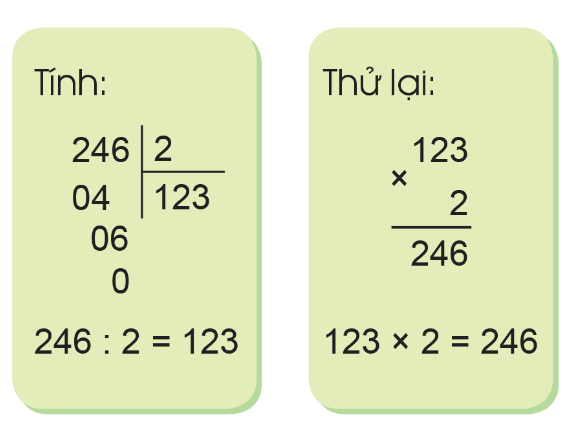 Tính:
246 2
04 123
06
0
246 : 2 = 123
Thử lại:
123
×
2
246
123 × 2 = 246